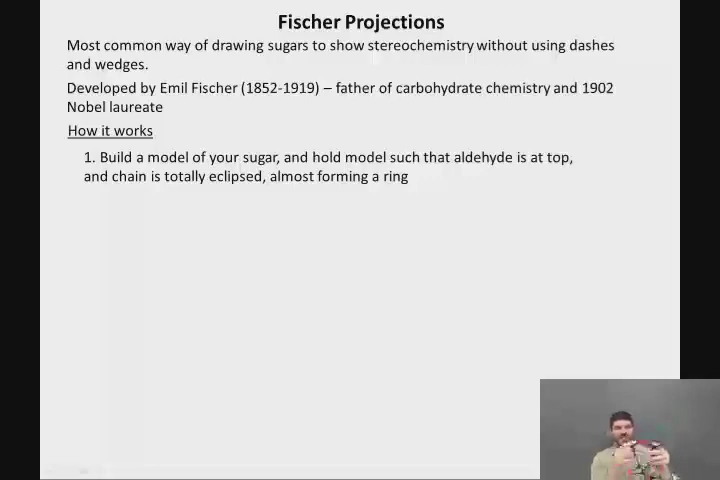 Fischer Projections
Most common way of drawing sugars to show stereochemistry without using dashes
and wedges.
Developed by Emil Fischer (1852-1919) – father of carbohydrate chemistry and 1902
Nobel laureate
How it works
1. Build a model of your sugar, and hold model such that aldehyde is at top,
and chain is totally eclipsed, almost forming a ring